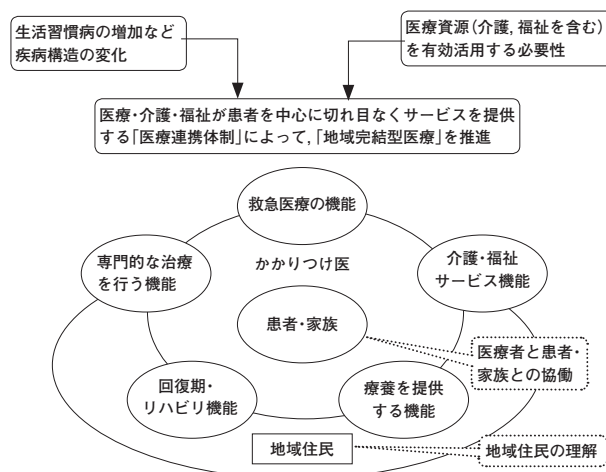 生活習慣病の増加など
疾病構造の変化
医療資源(介護,福祉を含む)
を有効活用する必要性
医療・介護・福祉が患者を中心に切れ目なくサービスを提供
する「医療連携体制」によって,「地域完結型医療」を推進
救急医療の機能
専門的な治療
を行う機能
かかりつけ医
介護・福祉
サービス機能
患者・家族
医療者と患者・
家族との協働
回復期・
リハビリ機能
療養を提供
する機能
地域住民
地域住民の理解